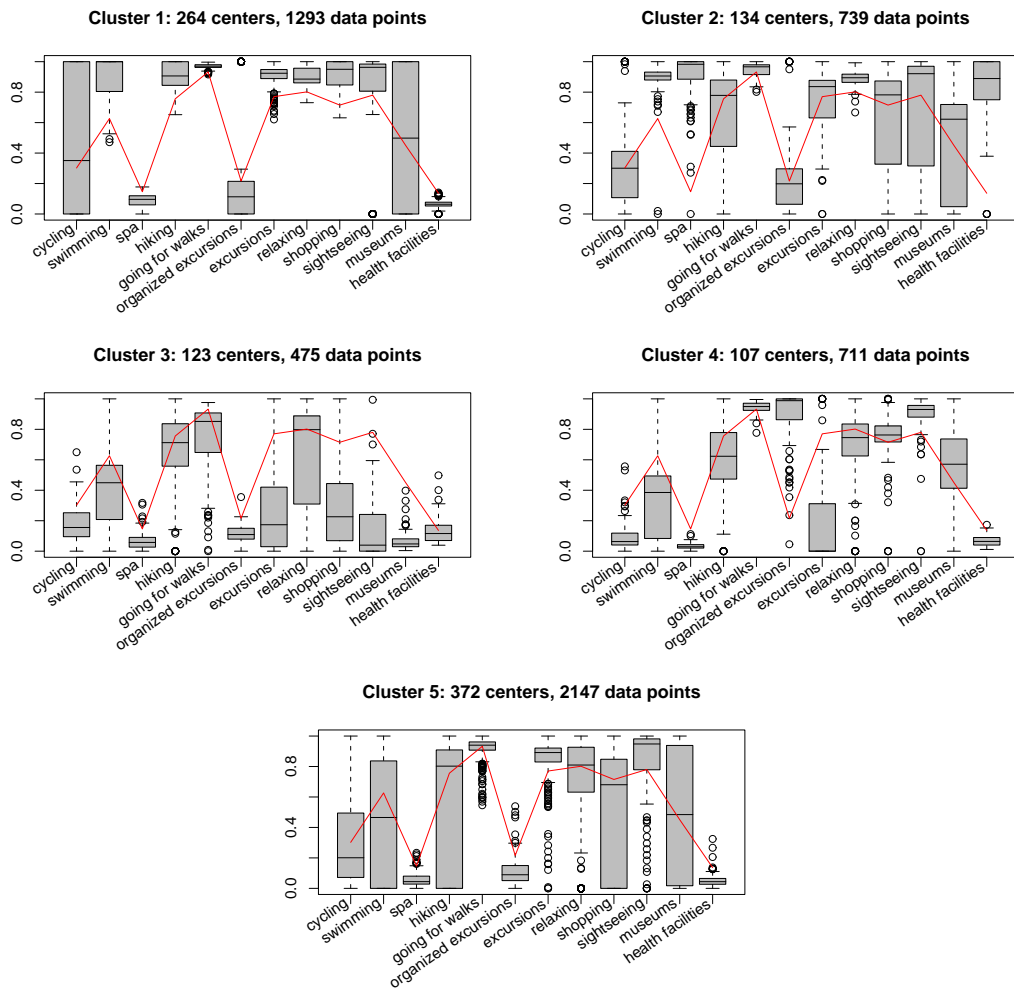 Cluster 1: 264 centers, 1293 data points
0.0 0.4 0.8
cycling
swimming
spa
hiking
going for walks
organized excursions
excursions
relaxing
shopping
sightseeing
museums
health facilities
Cluster 2: 134 centers, 739 data points
0.0 0.4 0.8
cycling
swimming
spa
hiking
going for walks
organized excursions
excursions
relaxing
shopping
sightseeing
museums
health facilities
Cluster 3: 123 centers, 475 data points
0.0 0.4 0.8
cycling
swimming
spa
hiking
going for walks
organized excursions
excursions
relaxing
shopping
sightseeing
museums
health facilities
Cluster 4: 107 centers, 711 data points
0.0 0.4 0.8
cycling
swimming
spa
hiking
going for walks
organized excursions
excursions
relaxing
shopping
sightseeing
museums
health facilities
Cluster 5: 372 centers, 2147 data points
0.0 0.4 0.8
cycling
swimming
spa
hiking
going for walks
organized excursions
excursions
relaxing
shopping
sightseeing
museums
health facilities